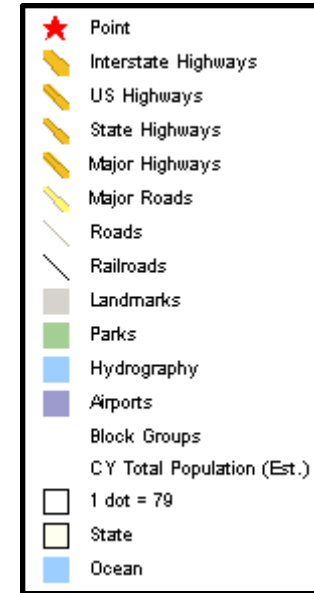 Point
Interstate Highways
US Highways
State Highways
Major Highways
Major Roads
Roads
Railroads
Landmarks
Parks
Hydrography
Airports
Block Groups
CY Total Population (Est.)
1 dot = 79
State
Ocean